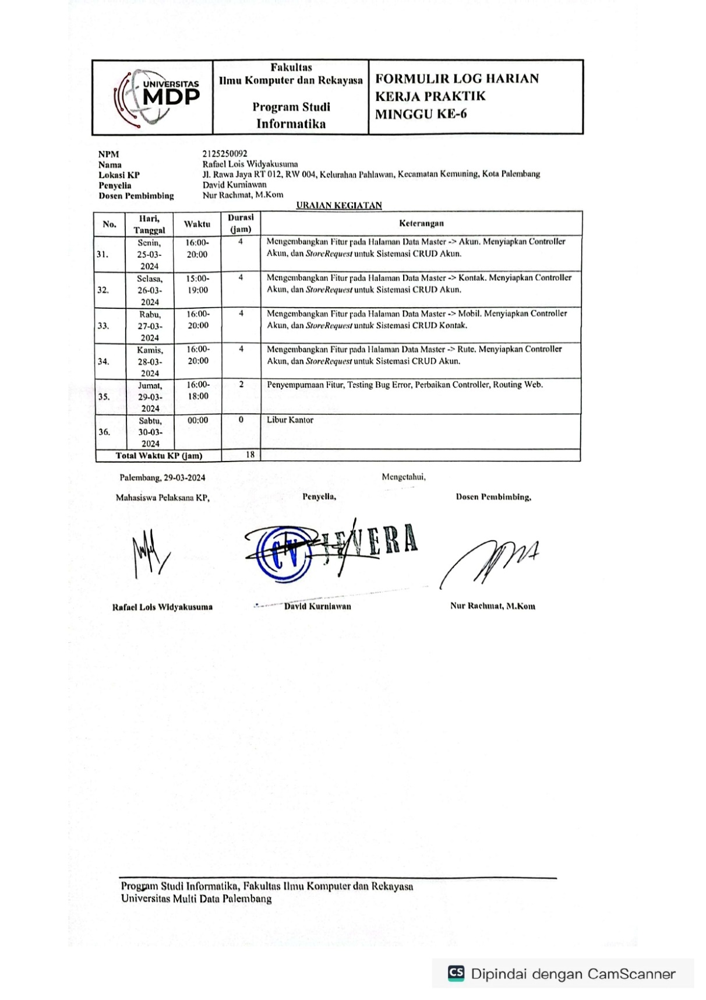 UNIVERSITAS
MDP
Fakultas
Ilmu Komputer dan Rekayasa
Program Studi
Informatika
FORMULIR LOG HARIAN
KERJA PRAKTIK
MINGGU KE-6
NPM 2125250092
Nama Rafael Lois Widyakusuma
Lokasi KP Jl. Rawa Jaya RT 012, RW 004, Kelurahan Pahlawan, Kecamatan Kemuning, Kota Palembang
Penyelia David Kurniawan
Dosen Pembimbing Nur Rachmat, M.Kom
URAIAN KEGIATAN
No. Hari, Tanggal Waktu Durasi (jam) Keterangan
31. Senin, 25-03-2024 16:00-20:00 4 Mengembangkan Fitur pada Halaman Data Master -> Akun. Menyiapkan Controller
Akun, dan StoreRequest untuk Sistemasi CRUD Akun.
32. Selasa, 26-03-2024 15:00-19:00 4 Mengembangkan Fitur pada Halaman Data Master -> Kontak. Menyiapkan Controller
Akun, dan StoreRequest untuk Sistemasi CRUD Akun.
33. Rabu, 27-03-2024 16:00-20:00 4 Mengembangkan Fitur pada Halaman Data Master -> Mobil. Menyiapkan Controller
Akun, dan StoreRequest untuk Sistemasi CRUD Kontak.
34. Kamis, 28-03-2024 16:00-20:00 4 Mengembangkan Fitur pada Halaman Data Master -> Rute. Menyiapkan Controller
Akun, dan StoreRequest untuk Sistemasi CRUD Akun.
35. Jumat, 29-03-2024 16:00-18:00 2 Penyempurnaan Fitur, Testing Bug Error, Perbaikan Controller, Routing Web.
36. Sabtu, 30-03-2024 00:00 0 Libur Kantor
Total Waktu KP (jam) 18
Palembang, 29-03-2024 Mengetahui,
Mahasiswa Pelaksana KP, Penyelia, Dosen Pembimbing,
CV JENERA
Rafael Lois Widyakusuma David Kurniawan Nur Rachmat, M.Kom
Program Studi Informatika, Fakultas Ilmu Komputer dan Rekayasa
Universitas Multi Data Palembang
CS Dipindai dengan CamScanner